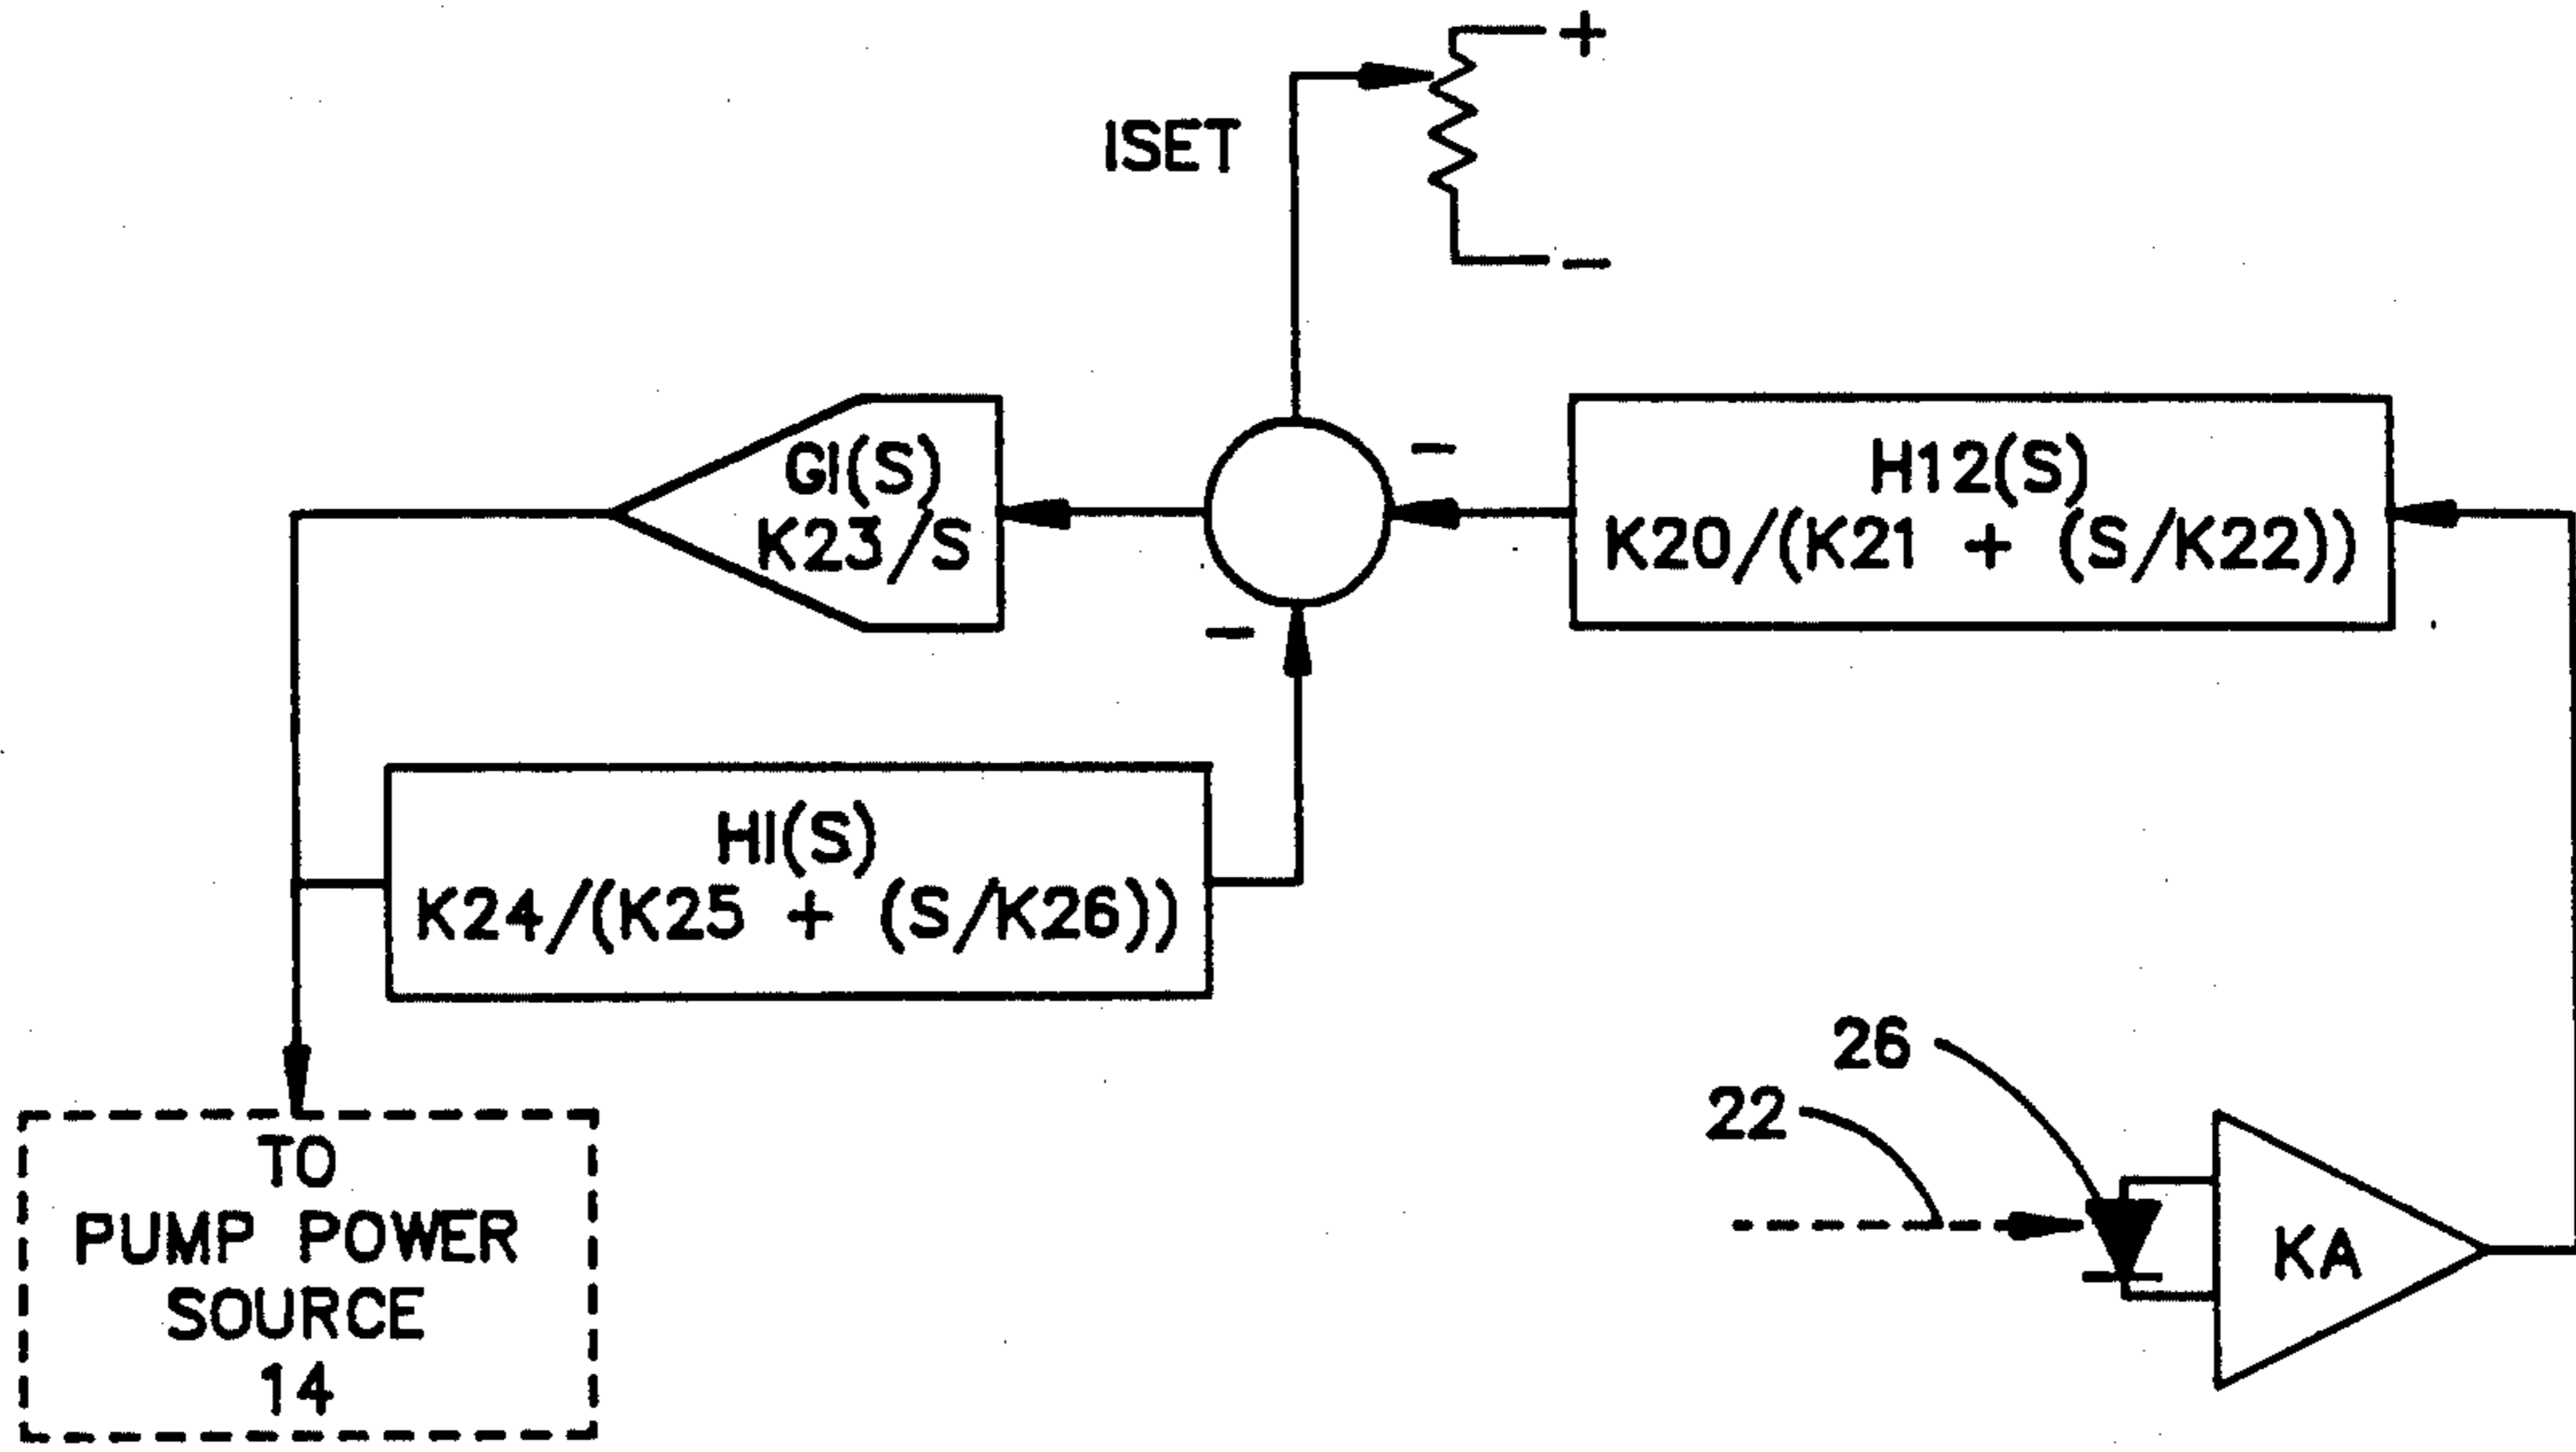 +
ISET
−
−
GI(S)
K23/S
H12(S)
K20/(K21 + (S/K22))
−
HI(S)
K24/(K25 + (S/K26))
26
22
KA
TO
PUMP POWER
SOURCE
14